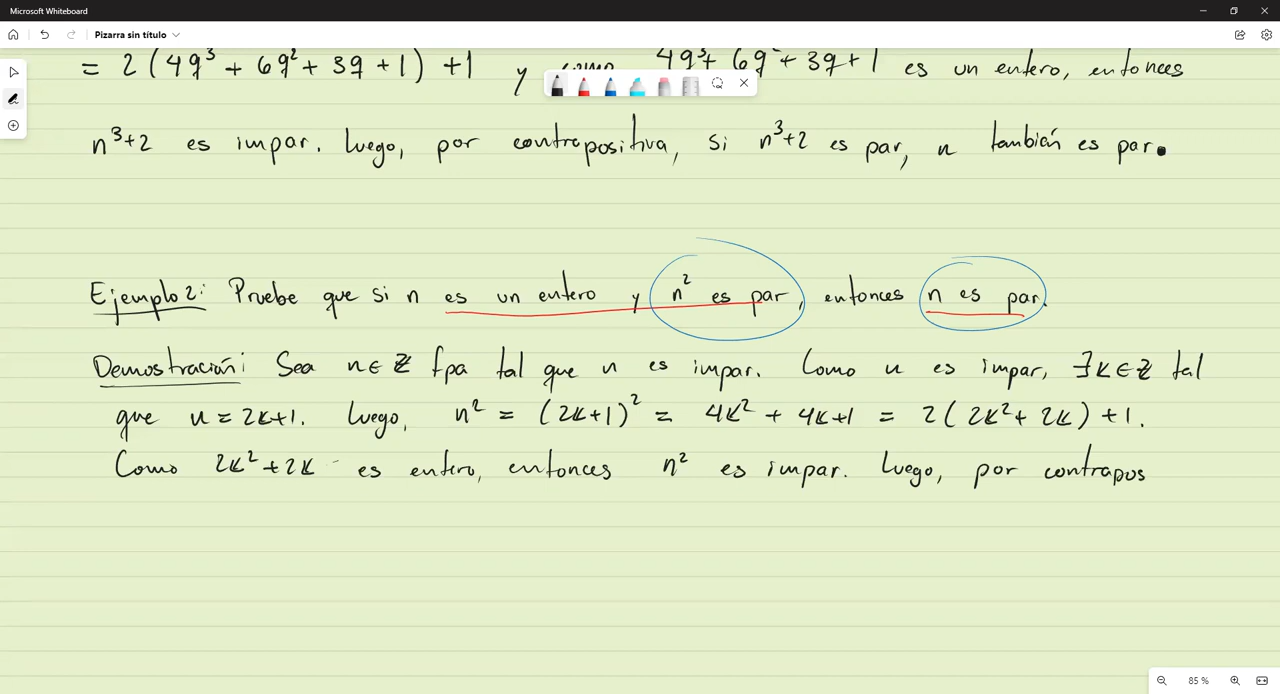 Microsoft Whiteboard
Pizarra sin título
= 2(4q³ + 6q² + 3q + 1) + 1 y como 4q³ + 6q² + 3q + 1 es un entero, entonces
n³+2 es impar. Luego, por contrapositiva, si n³+2 es par, n también es par.
Ejemplo 2: Pruebe que si n es un entero y n² es par, entonces n es par.
Demostración: Sea n∈ℤ fpa tal que n es impar. Como n es impar, ∃k∈ℤ tal
que n = 2k+1. Luego, n² = (2k+1)² = 4k² + 4k+1 = 2(2k²+2k)+1.
Como 2k²+2k es entero, entonces n² es impar. Luego, por contrapos
85 %